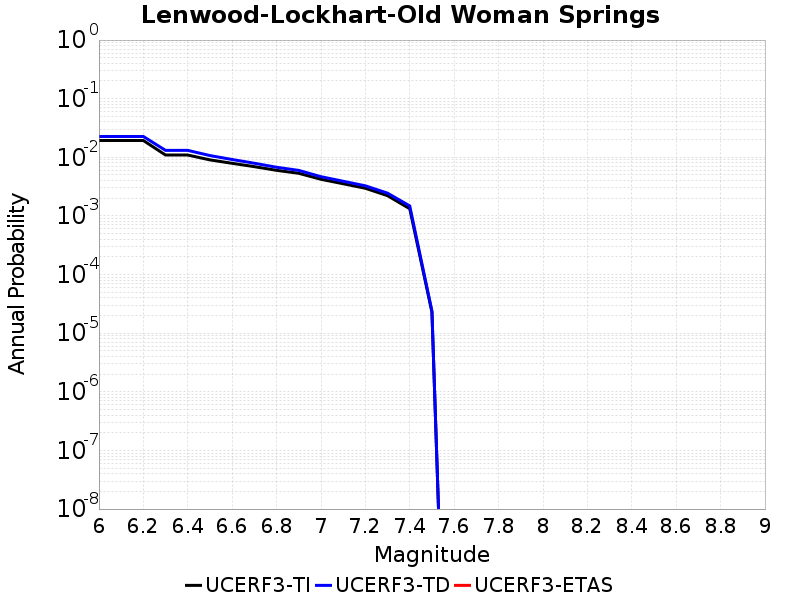 Lenwood-Lockhart-Old Woman Springs
10^0
10^-1
10^-2
10^-3
10^-4
10^-5
10^-6
10^-7
10^-8
Annual Probability
6 6.2 6.4 6.6 6.8 7 7.2 7.4 7.6 7.8 8 8.2 8.4 8.6 8.8 9
Magnitude
UCERF3-TI UCERF3-TD UCERF3-ETAS